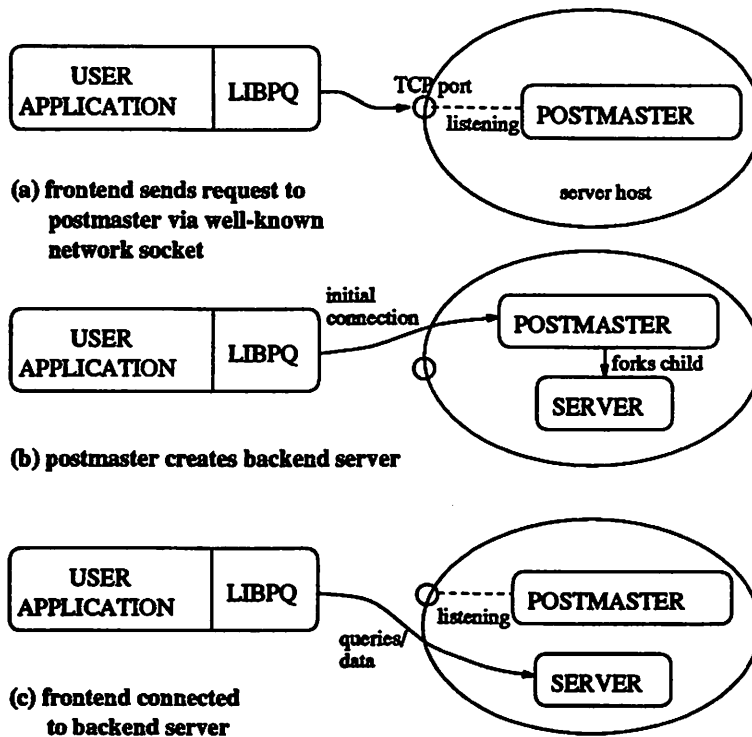 USER
APPLICATION
LIBPQ
TCP port
listening
POSTMASTER
server host
(a) frontend sends request to
postmaster via well-known
network socket
USER
APPLICATION
LIBPQ
initial
connection
POSTMASTER
forks child
SERVER
(b) postmaster creates backend server
USER
APPLICATION
LIBPQ
listening
POSTMASTER
queries/
data
SERVER
(c) frontend connected
to backend server